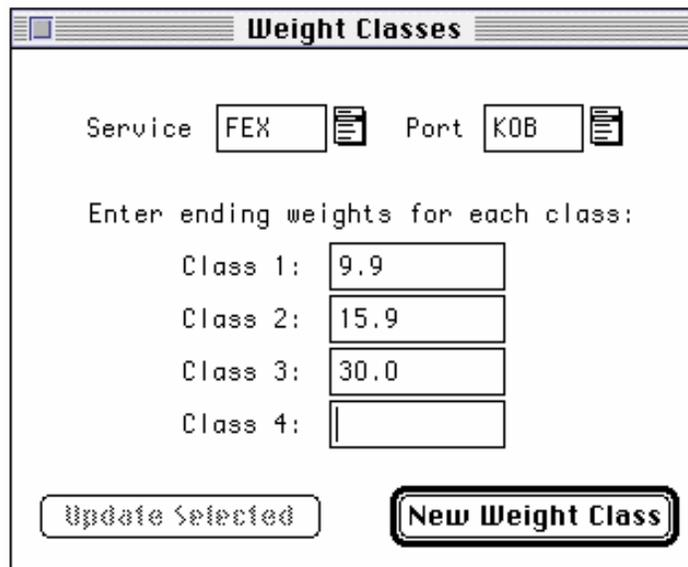 Weight Classes
Service FEX Port KOB
Enter ending weights for each class:
Class 1: 9.9
Class 2: 15.9
Class 3: 30.0
Class 4:
Update Selected New Weight Class